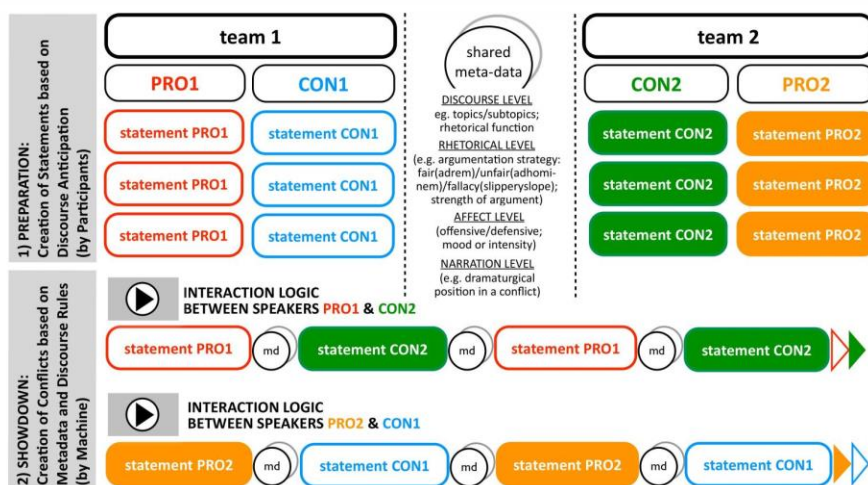 1) PREPARATION:
Creation of Statements based on
Discourse Anticipation
(by Participants)
team 1
PRO1
CON1
statement PRO1
statement CON1
statement PRO1
statement CON1
statement PRO1
statement CON1
shared
meta-data
DISCOURSE LEVEL
eg. topics/subtopics;
rhetorical function
RHETORICAL LEVEL
(e.g. argumentation strategy:
fair(adrem)/unfair(adhomi-
nem)/fallacy(slipperyslope);
strength of argument)
AFFECT LEVEL
(offensive/defensive;
mood or intensity)
NARRATION LEVEL
(e.g. dramaturgical
position in a conflict)
team 2
CON2
PRO2
statement CON2
statement PRO2
statement CON2
statement PRO2
statement CON2
statement PRO2
2) SHOWDOWN:
Creation of Conflicts based on
Metadata and Discourse Rules
(by Machine)
INTERACTION LOGIC
BETWEEN SPEAKERS PRO1 & CON2
statement PRO1
md
statement CON2
md
statement PRO1
md
statement CON2
INTERACTION LOGIC
BETWEEN SPEAKERS PRO2 & CON1
statement PRO2
md
statement CON1
md
statement PRO2
md
statement CON1